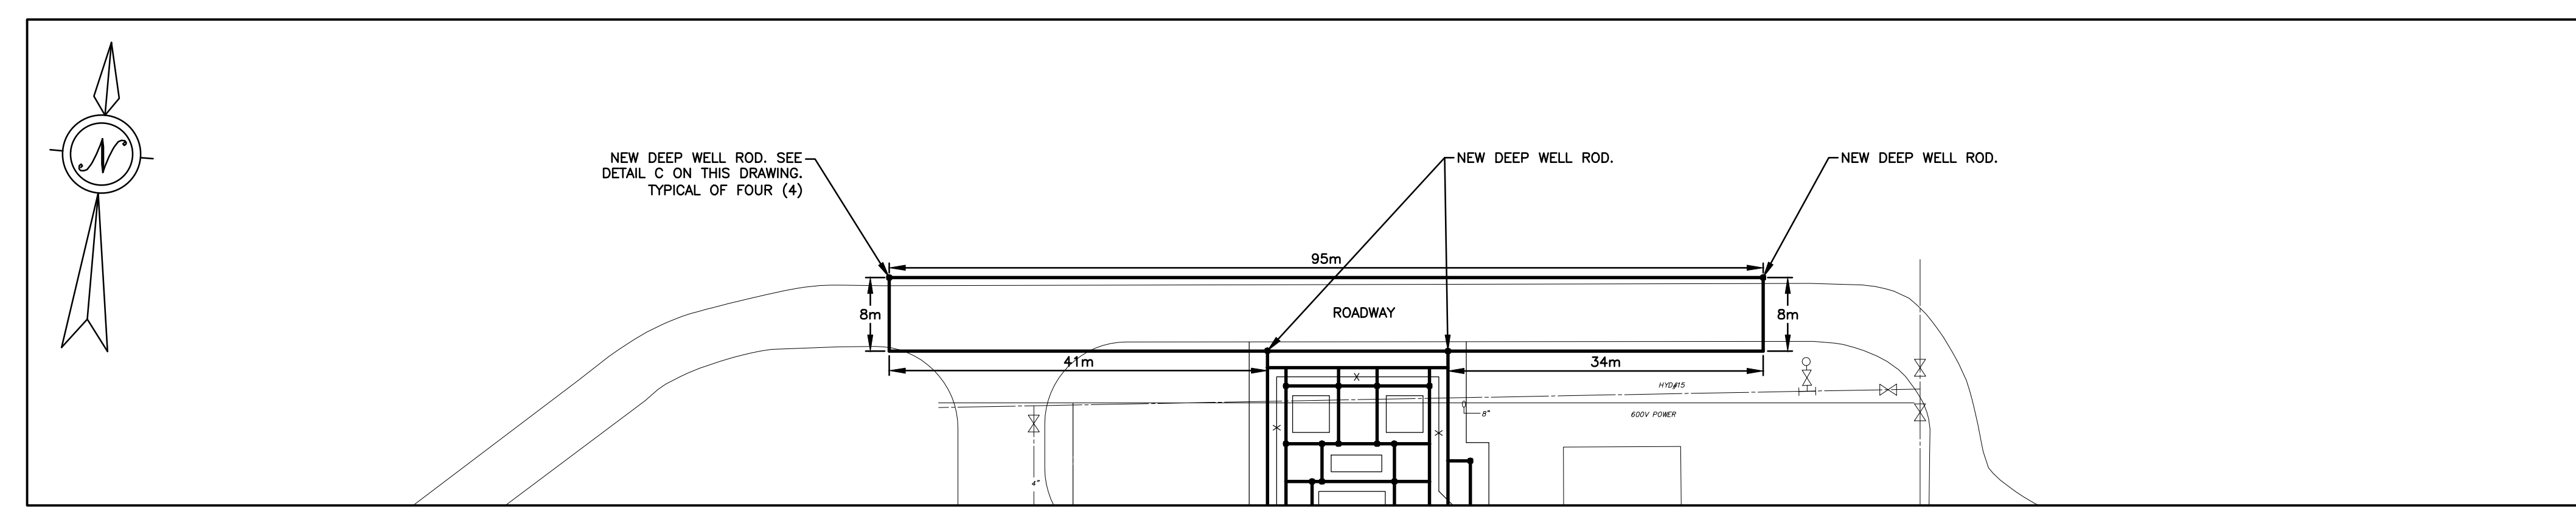 N
NEW DEEP WELL ROD. SEE
DETAIL C ON THIS DRAWING.
TYPICAL OF FOUR (4)
NEW DEEP WELL ROD.
NEW DEEP WELL ROD.
95m
8m
ROADWAY
8m
41m
34m
HYD#15
8"
600V POWER
4"